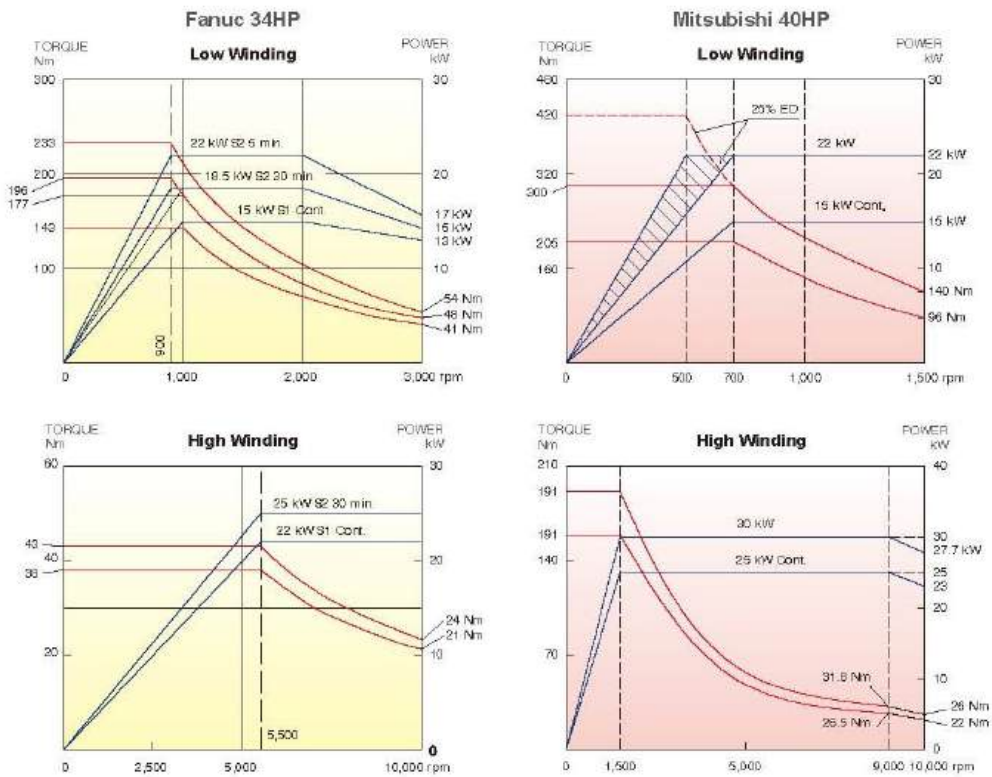 Fanuc 34HP
Mitsubishi 40HP
TORQUE
Nm
Low Winding
POWER
kW
300
233
200
196
177
143
100
30
20
10
22 kW S2 5 min
18.5 kW S2 30 min
15 kW S1 Cont.
17 kW
15 kW
13 kW
54 Nm
48 Nm
41 Nm
900
0
1,000
2,000
3,000 rpm
TORQUE
Nm
Low Winding
POWER
kW
480
420
320
300
205
160
30
20
10
25% ED
22 kW
22 kW
15 kW Cont.
15 kW
140 Nm
96 Nm
0
500
700
1,000
1,500 rpm
TORQUE
Nm
High Winding
POWER
kW
60
43
40
38
20
30
20
10
0
25 kW S2 30 min
22 kW S1 Cont.
24 Nm
21 Nm
5,500
0
2,500
5,000
10,000 rpm
TORQUE
Nm
High Winding
POWER
kW
210
191
191
140
70
40
30
27.7 kW
25
23
20
10
0
30 kW
25 kW Cont.
31.8 Nm
26.5 Nm
26 Nm
22 Nm
0
1,500
5,000
9,000
10,000 rpm